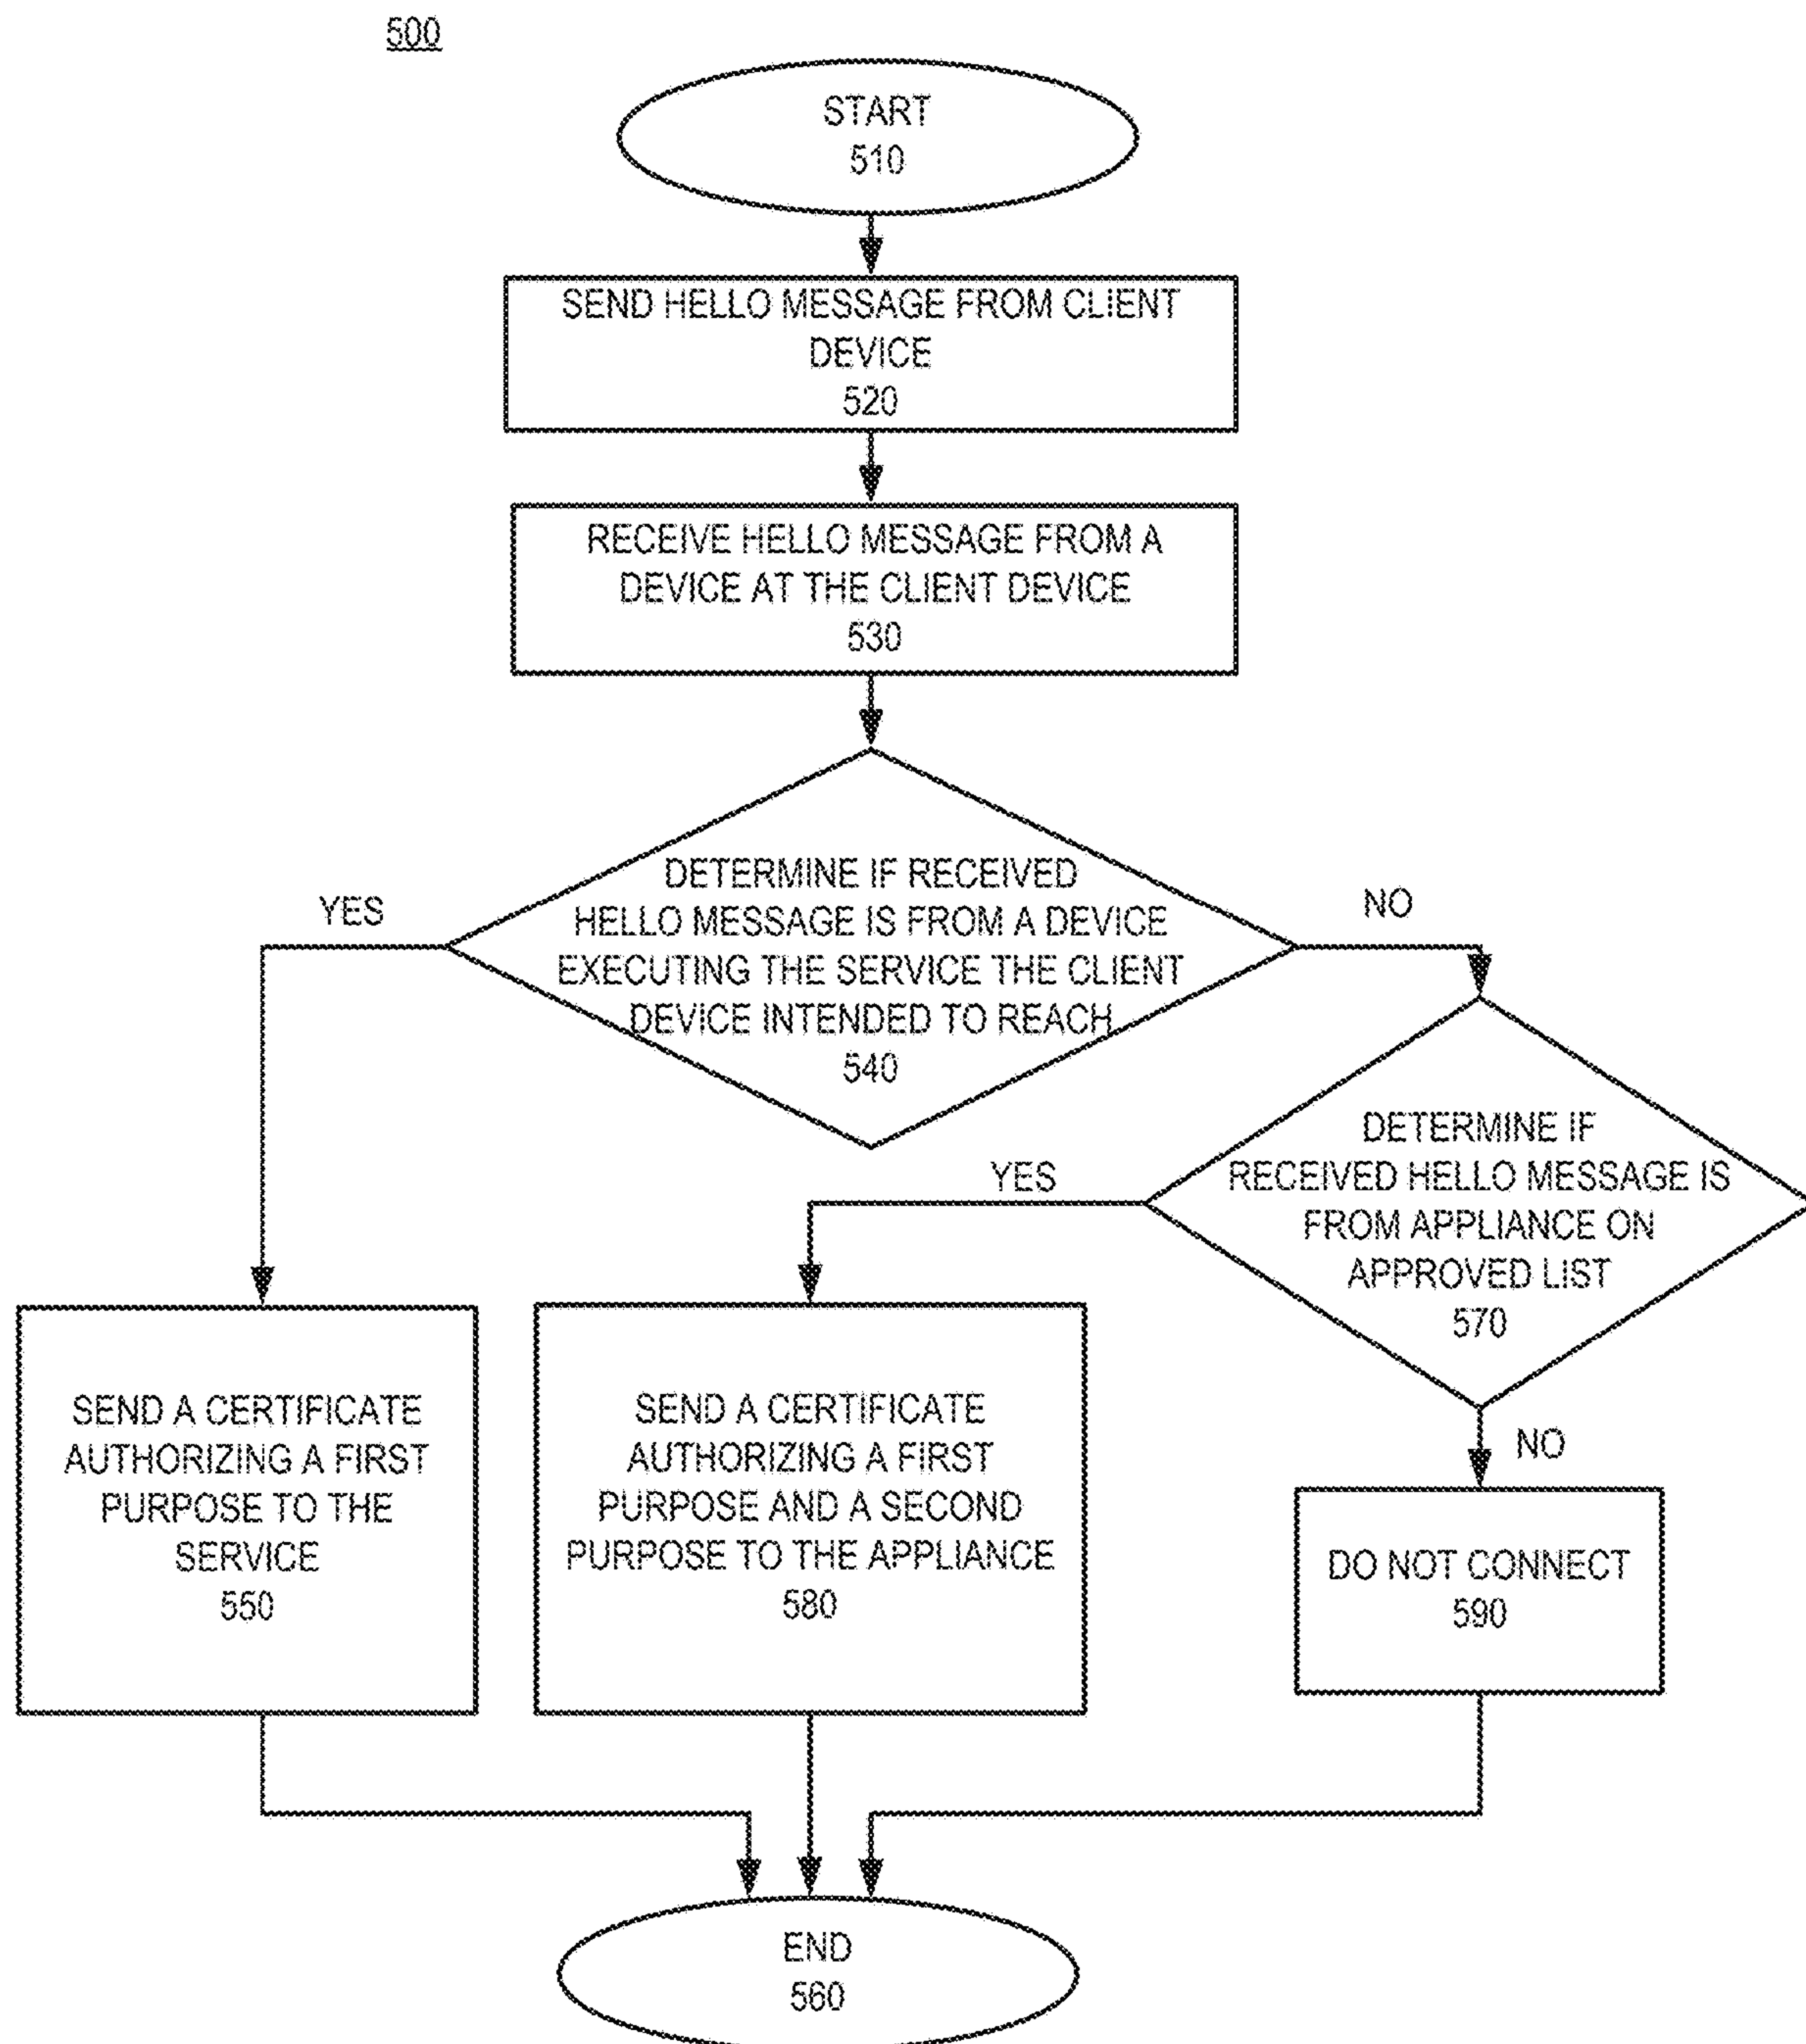 500
START
510
SEND HELLO MESSAGE FROM CLIENT
DEVICE
520
RECEIVE HELLO MESSAGE FROM A
DEVICE AT THE CLIENT DEVICE
530
DETERMINE IF RECEIVED
HELLO MESSAGE IS FROM A DEVICE
EXECUTING THE SERVICE THE CLIENT
DEVICE INTENDED TO REACH
540
YES
NO
DETERMINE IF
RECEIVED HELLO MESSAGE IS
FROM APPLIANCE ON
APPROVED LIST
570
YES
NO
SEND A CERTIFICATE
AUTHORIZING A FIRST
PURPOSE TO THE
SERVICE
550
SEND A CERTIFICATE
AUTHORIZING A FIRST
PURPOSE AND A SECOND
PURPOSE TO THE APPLIANCE
580
DO NOT CONNECT
590
END
560